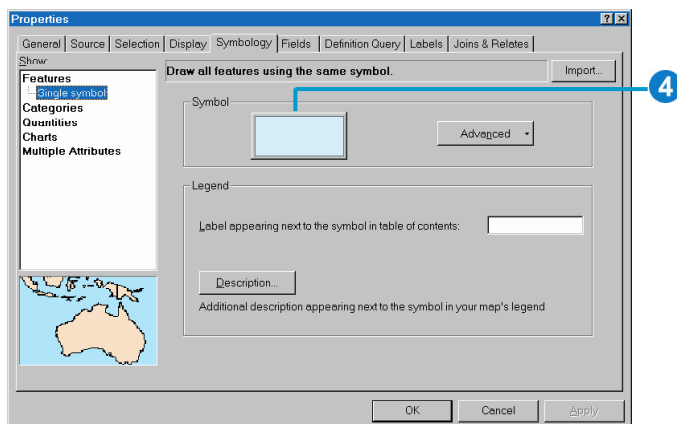 Properties
General Source Selection Display Symbology Fields Definition Query Labels Joins & Relates
Show:
Features
Single symbol
Categories
Quantities
Charts
Multiple Attributes
Draw all features using the same symbol.
Import...
4
Symbol
Advanced
Legend
Label appearing next to the symbol in table of contents:
Description...
Additional description appearing next to the symbol in your map's legend
OK Cancel Apply